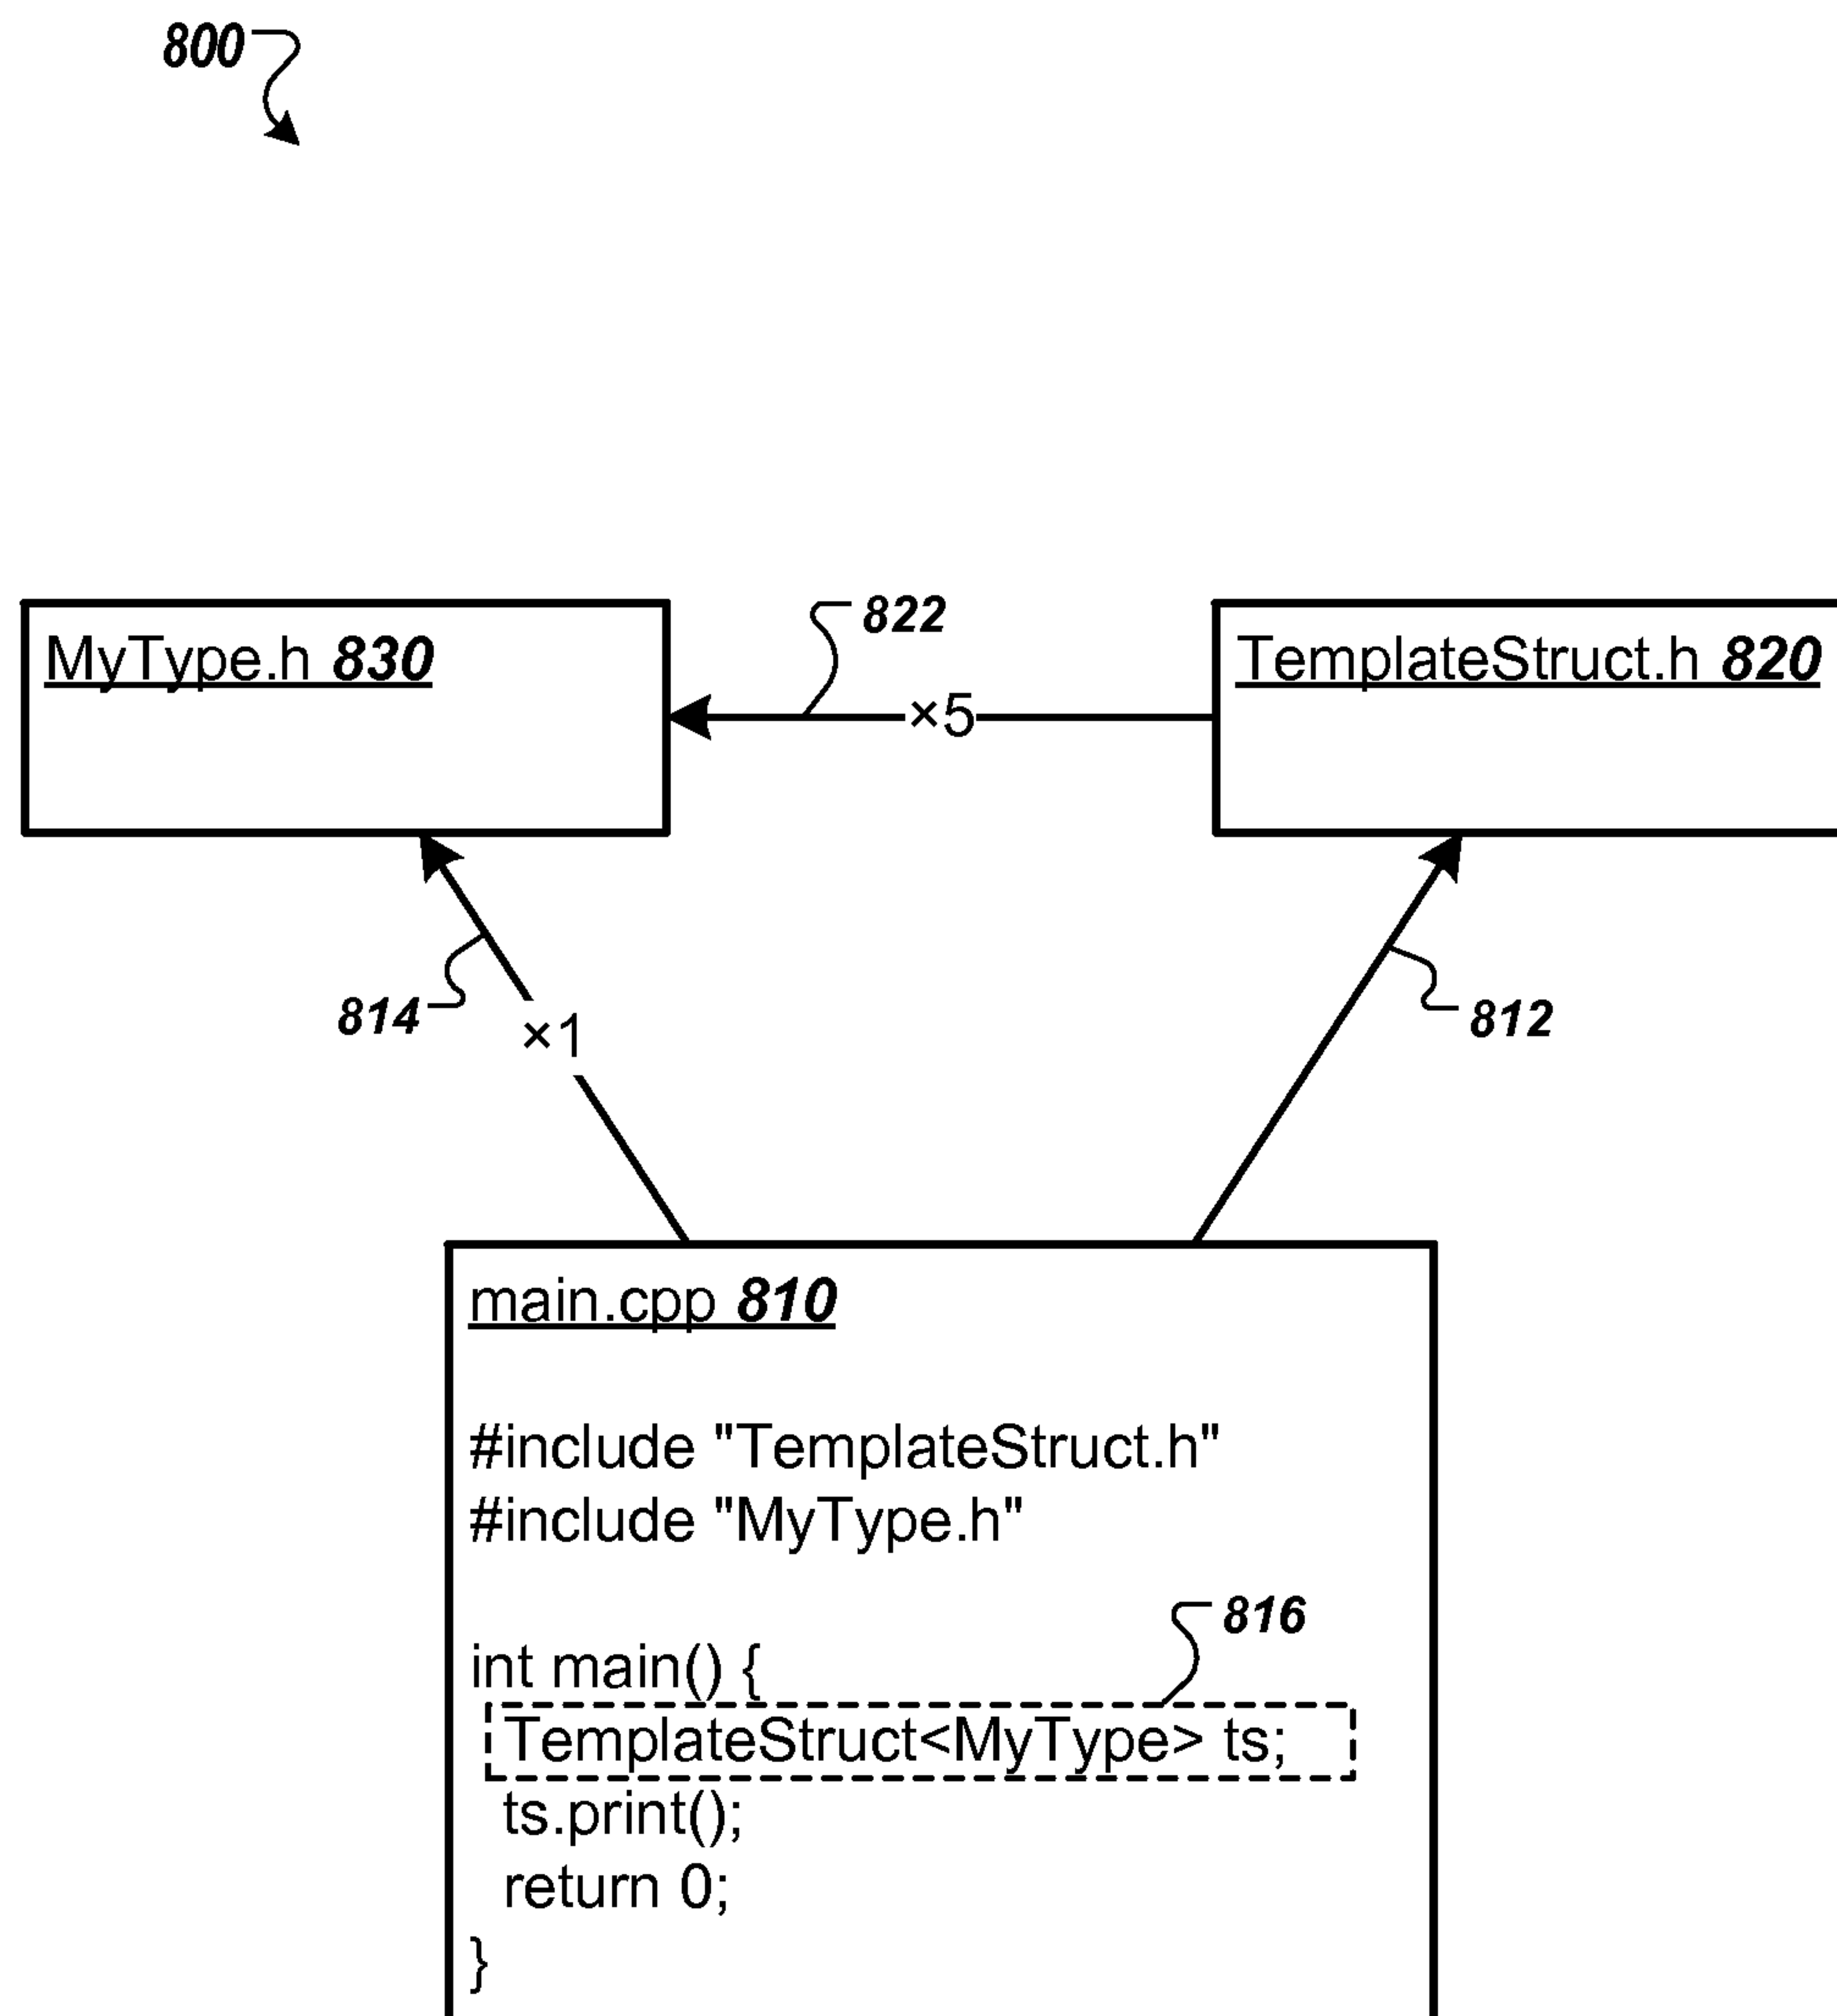 800
822
MyType.h 830
TemplateStruct.h 820
×5
814
×1
812
main.cpp 810
#include "TemplateStruct.h"
#include "MyType.h"
816
int main() {
TemplateStruct<MyType> ts;
ts.print();
return 0;
}